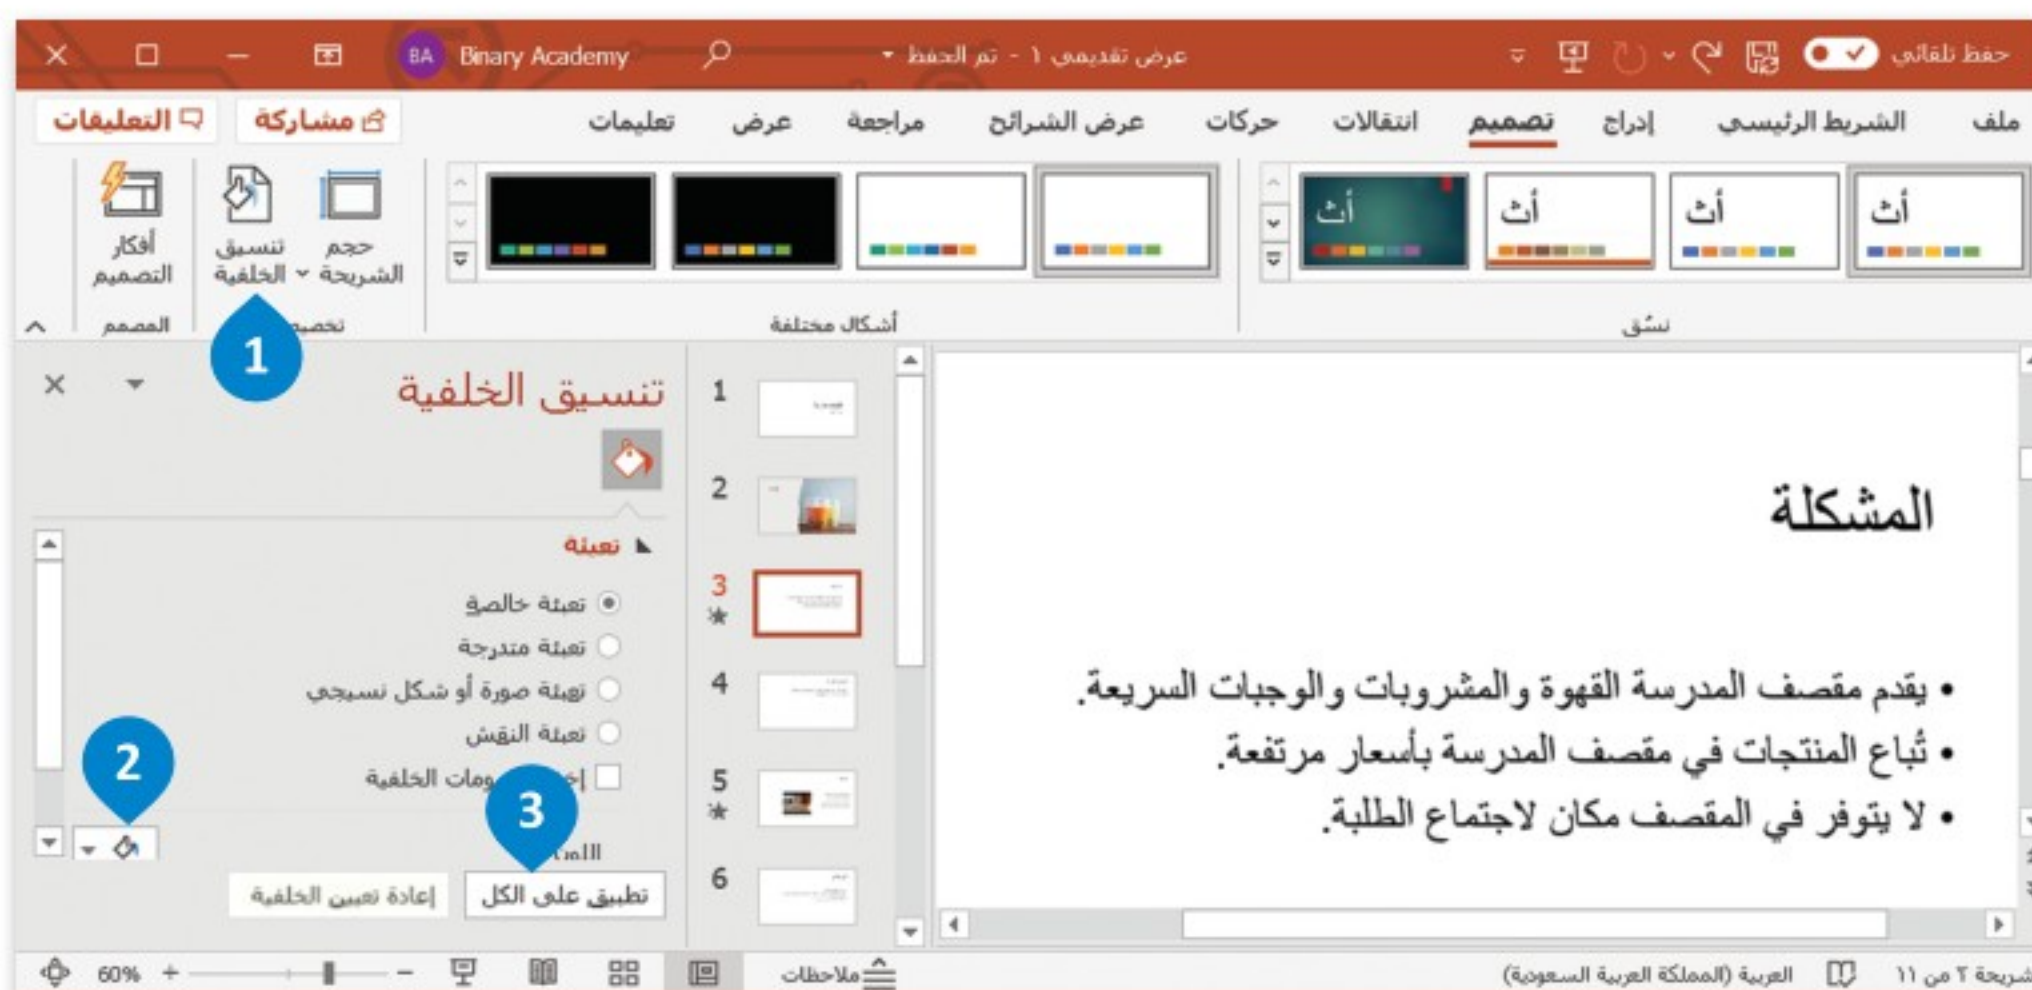 حفظ تلقائي
عرض تقديمي ١ - تم الحفظ
Binary Academy
BA
ملف
الشريط الرئيسي
إدراج
تصميم
انتقالات
حركات
عرض الشرائح
مراجعة
عرض
تعليمات
مشاركة
التعليقات
أث
أث
أث
أث
حجم الشريحة
تنسيق الخلفية
أفكار التصميم
نسُق
أشكال مختلفة
المصمم
1
تنسيق الخلفية
تعبئة
تعبئة خالصة
تعبئة متدرجة
تعبئة صورة أو شكل نسيجي
تعبئة النقش
الخلفية
2
3
تطبيق على الكل
إعادة تعيين الخلفية
1
2
3
4
5
6
المشكلة
• يقدم مقصف المدرسة القهوة والمشروبات والوجبات السريعة.
• تُباع المنتجات في مقصف المدرسة بأسعار مرتفعة.
• لا يتوفر في المقصف مكان لاجتماع الطلبة.
شريحة ٣ من ١١
العربية (المملكة العربية السعودية)
ملاحظات
60%